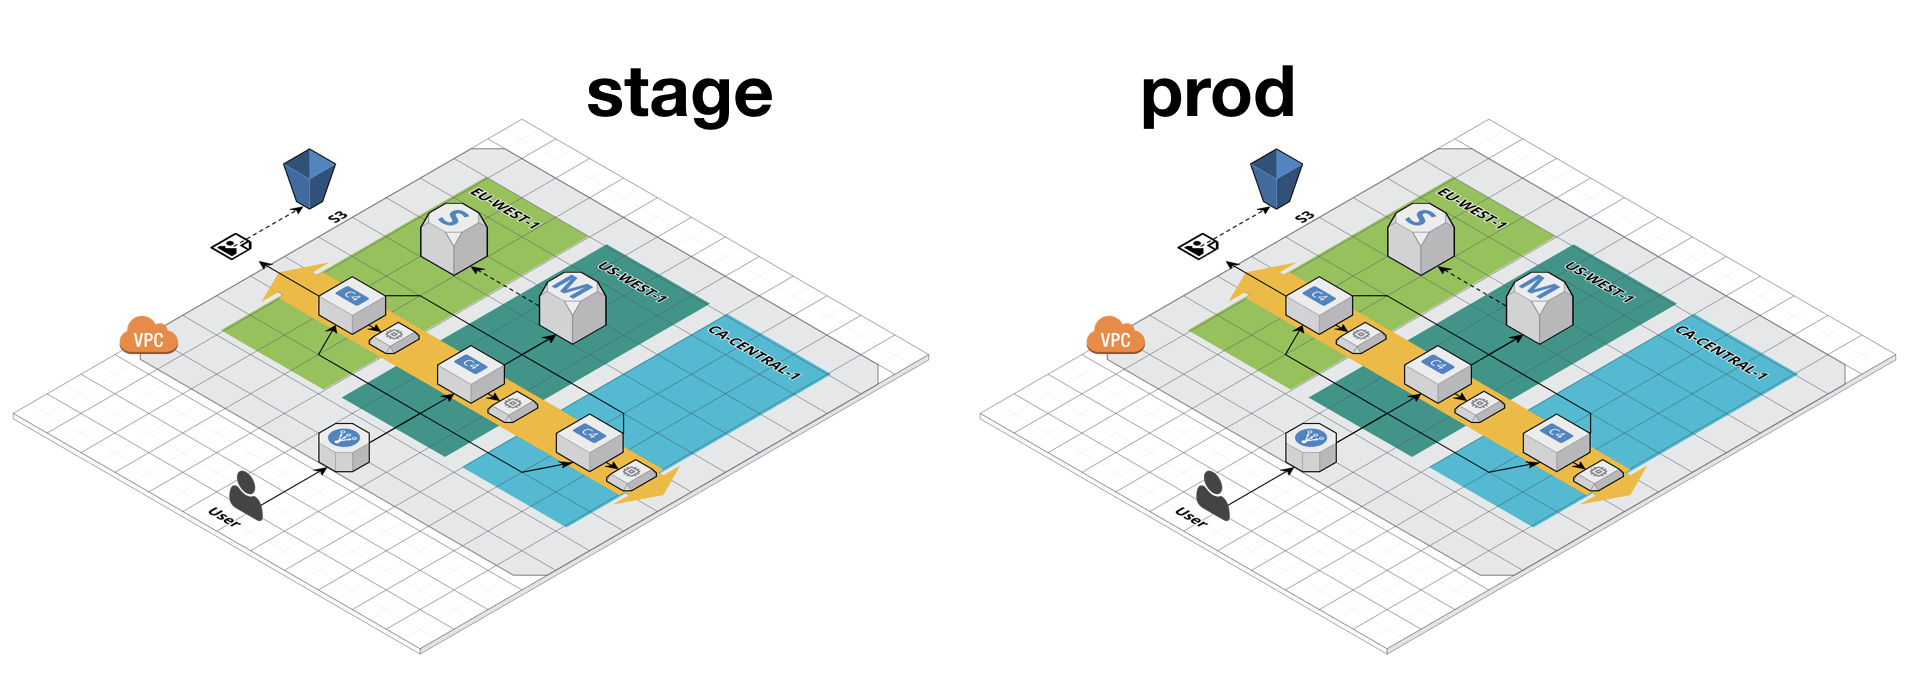 stage
S3
EU-WEST-1
S
US-WEST-1
M
CA-CENTRAL-1
C4
C4
C4
VPC
User
prod
S3
EU-WEST-1
S
US-WEST-1
M
CA-CENTRAL-1
C4
C4
C4
VPC
User